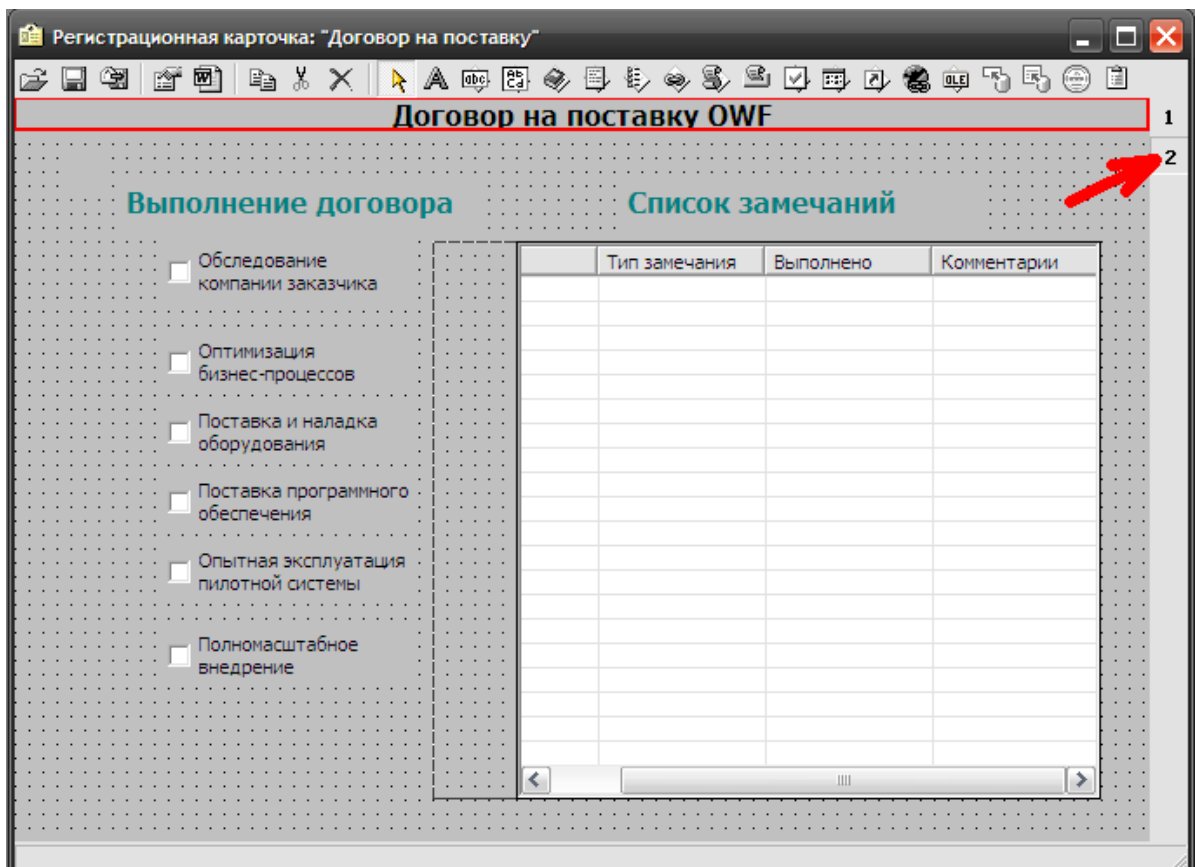 Регистрационная карточка: "Договор на поставку"
Договор на поставку OWF
1
2
Выполнение договора
Список замечаний
Обследование
компании заказчика
Оптимизация
бизнес-процессов
Поставка и наладка
оборудования
Поставка программного
обеспечения
Опытная эксплуатация
пилотной системы
Полномасштабное
внедрение
Тип замечания Выполнено Комментарии